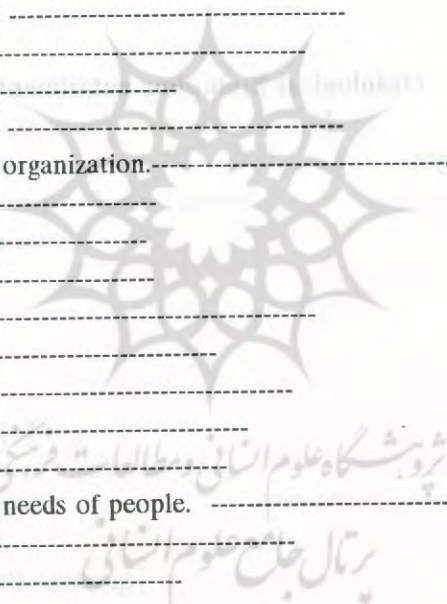 organization.
needs of people.
پژوهشگاه علوم انسانی و مطالعات فرهنگی
پرتال جامع علوم انسانی